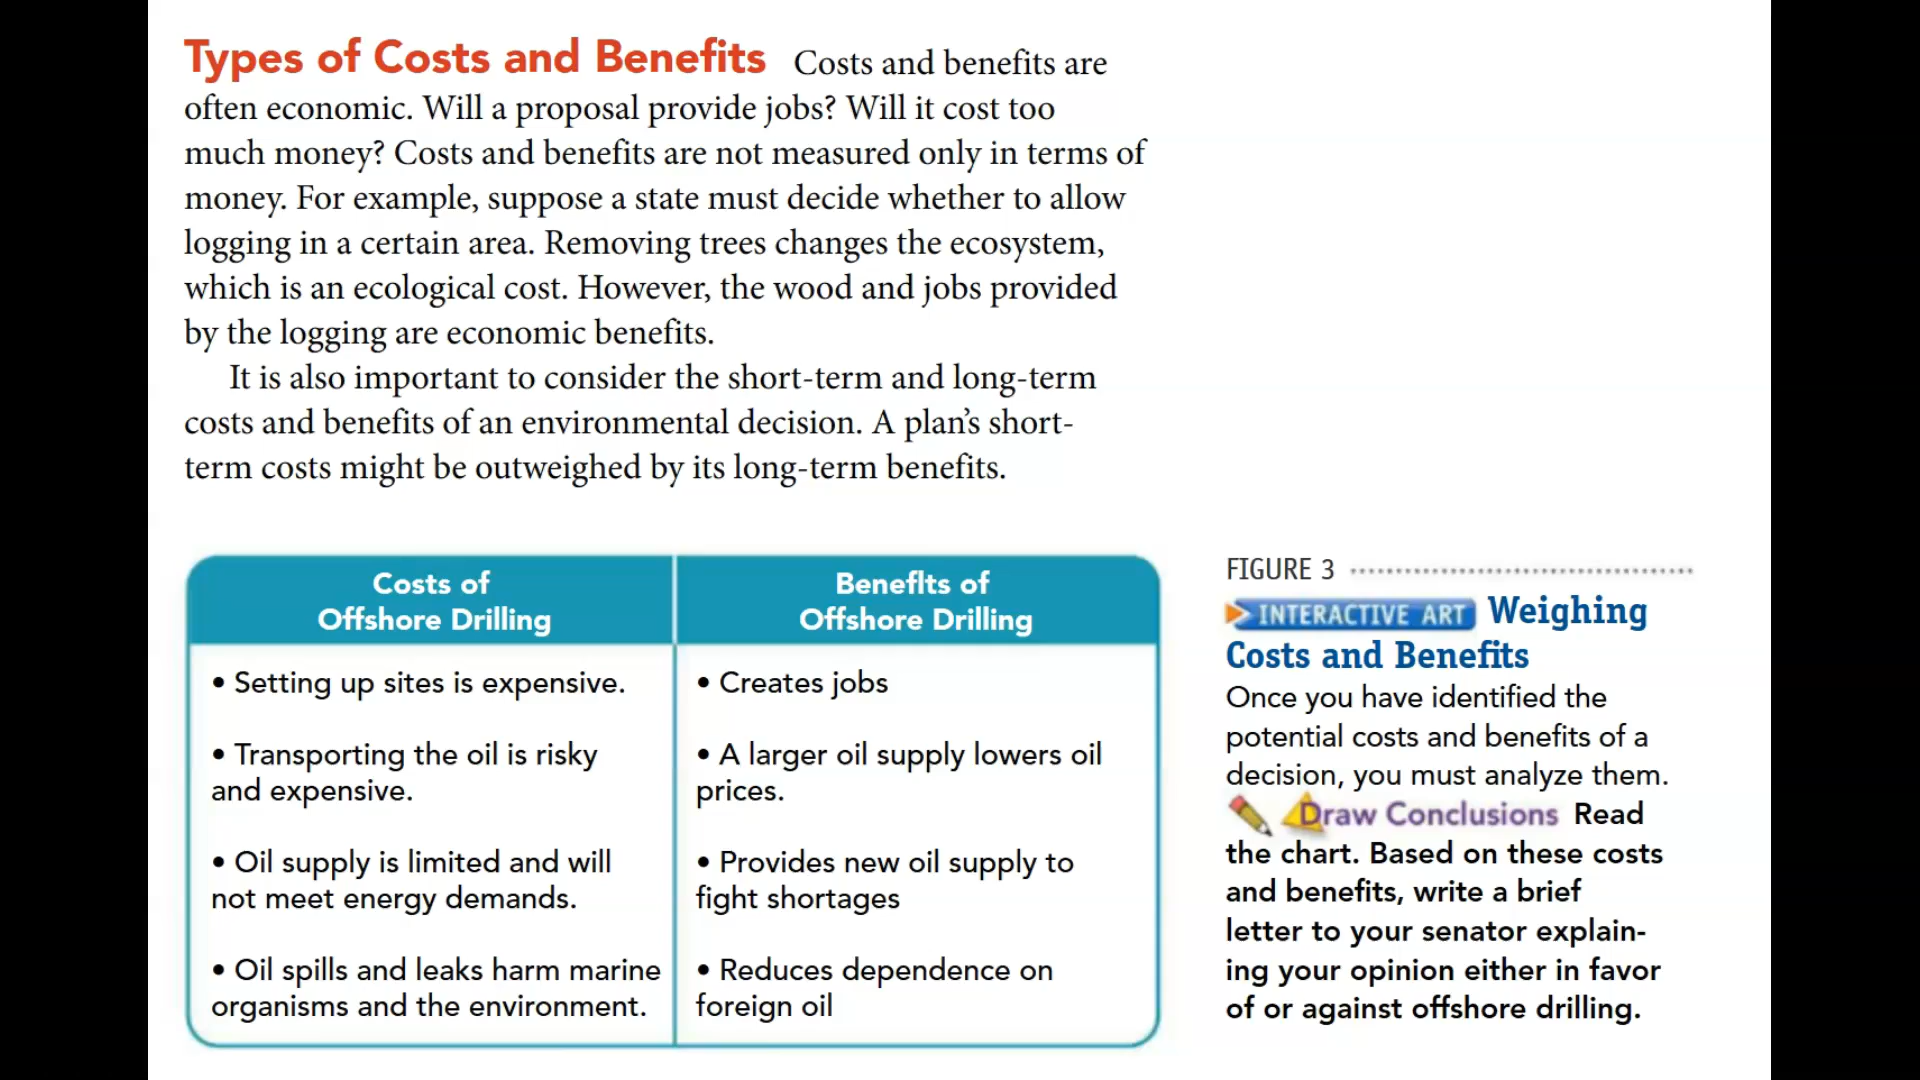 Types of Costs and Benefits Costs and benefits are
often economic. Will a proposal provide jobs? Will it cost too
much money? Costs and benefits are not measured only in terms of
money. For example, suppose a state must decide whether to allow
logging in a certain area. Removing trees changes the ecosystem,
which is an ecological cost. However, the wood and jobs provided
by the logging are economic benefits.
It is also important to consider the short-term and long-term
costs and benefits of an environmental decision. A plan’s short-
term costs might be outweighed by its long-term benefits.
Costs of
Offshore Drilling
• Setting up sites is expensive.
• Transporting the oil is risky
and expensive.
• Oil supply is limited and will
not meet energy demands.
• Oil spills and leaks harm marine
organisms and the environment.
Benefits of
Offshore Drilling
• Creates jobs
• A larger oil supply lowers oil
prices.
• Provides new oil supply to
fight shortages
• Reduces dependence on
foreign oil
FIGURE 3
INTERACTIVE ART Weighing
Costs and Benefits
Once you have identified the
potential costs and benefits of a
decision, you must analyze them.
Draw Conclusions Read
the chart. Based on these costs
and benefits, write a brief
letter to your senator explain-
ing your opinion either in favor
of or against offshore drilling.